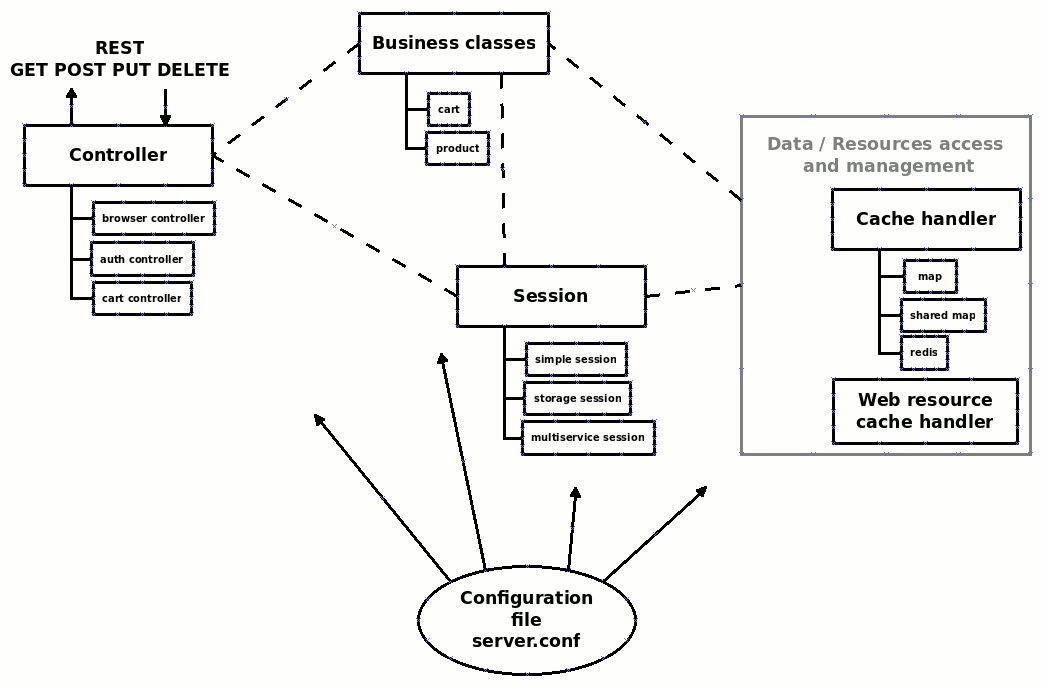 REST
GET POST PUT DELETE
Controller
browser controller
auth controller
cart controller
Business classes
cart
product
Session
simple session
storage session
multiservice session
Data / Resources access
and management
Cache handler
map
shared map
redis
Web resource
cache handler
Configuration
file
server.conf